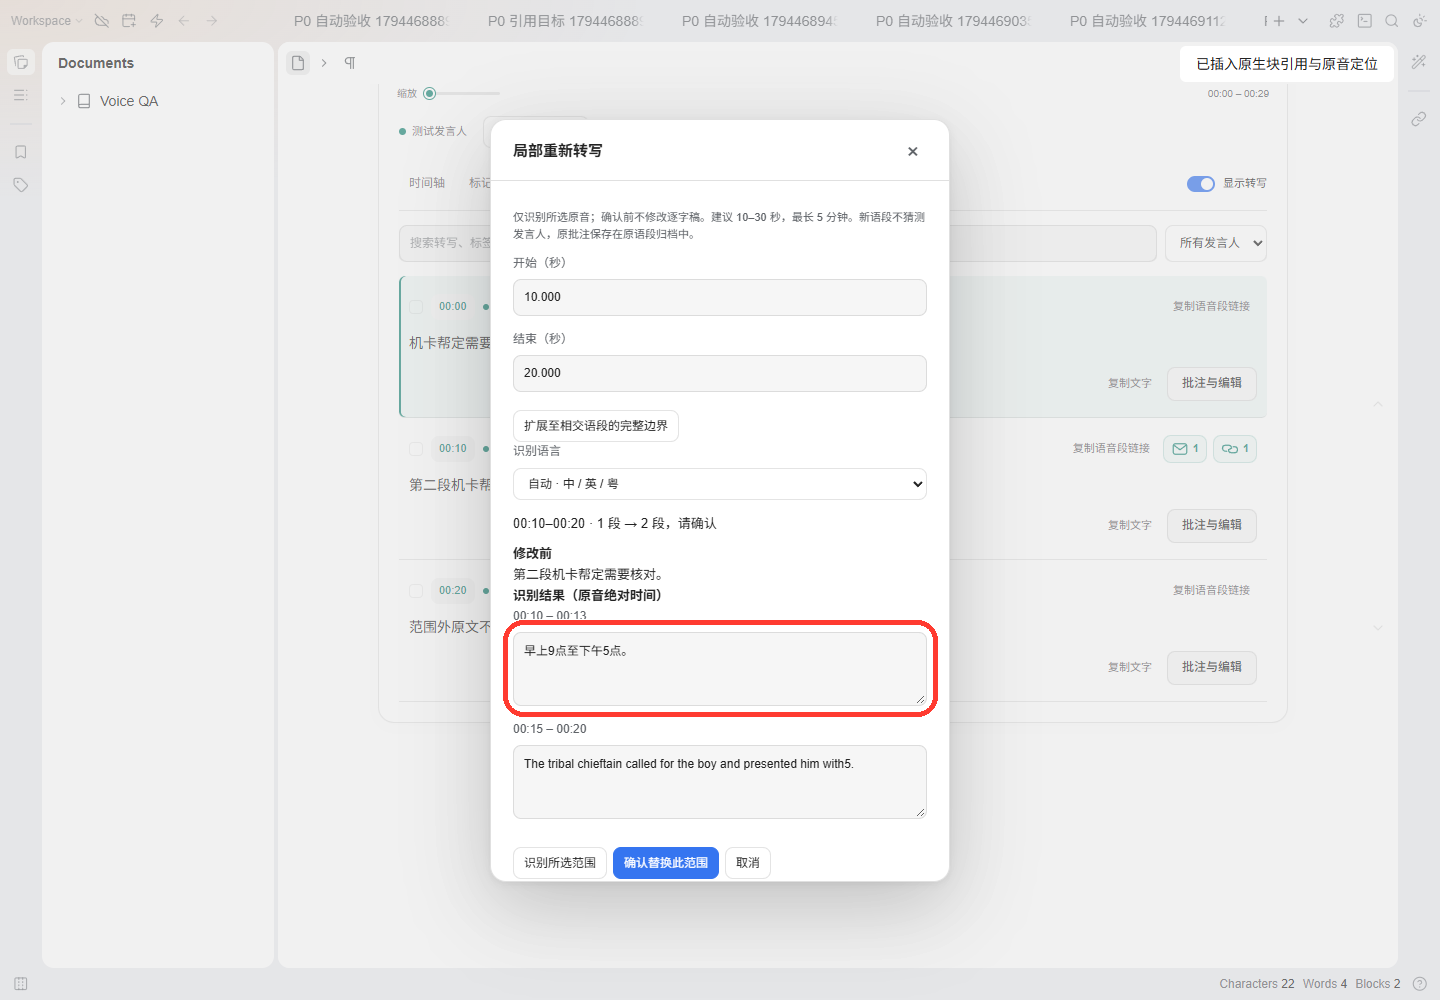 Workspace
P0 自动验收 179446888
P0 引用目标 179446888
P0 自动验收 179446894
P0 自动验收 179446903
P0 自动验收 17944691
Documents
Voice QA
已插入原生块引用与原音定位
缩放
00:00 – 00:29
测试发言人
时间轴
标记
显示转写
搜索转写、标签
所有发言人
00:00
复制语音段链接
机卡帮定需要
复制文字
批注与编辑
00:10
复制语音段链接
1
1
第二段机卡帮
复制文字
批注与编辑
00:20
复制语音段链接
范围外原文不
复制文字
批注与编辑
局部重新转写
仅识别所选原音；确认前不修改逐字稿。建议 10–30 秒，最长 5 分钟。新语段不猜测
发言人，原批注保存在原语段归档中。
开始（秒）
10.000
结束（秒）
20.000
扩展至相交语段的完整边界
识别语言
自动 · 中 / 英 / 粤
00:10–00:20 · 1 段 → 2 段，请确认
修改前
第二段机卡帮定需要核对。
识别结果（原音绝对时间）
00:10 – 00:13
早上9点至下午5点。
00:15 – 00:20
The tribal chieftain called for the boy and presented him with5.
识别所选范围
确认替换此范围
取消
Characters 22 Words 4 Blocks 2